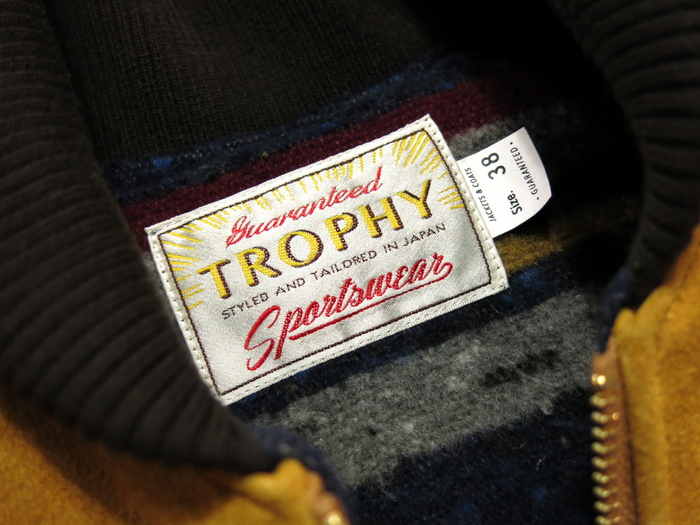 Guaranteed
TROPHY
STYLED AND TAILORED IN JAPAN
Sportswear
JACKETS & COATS
Size. 38
• GUARANTEED •